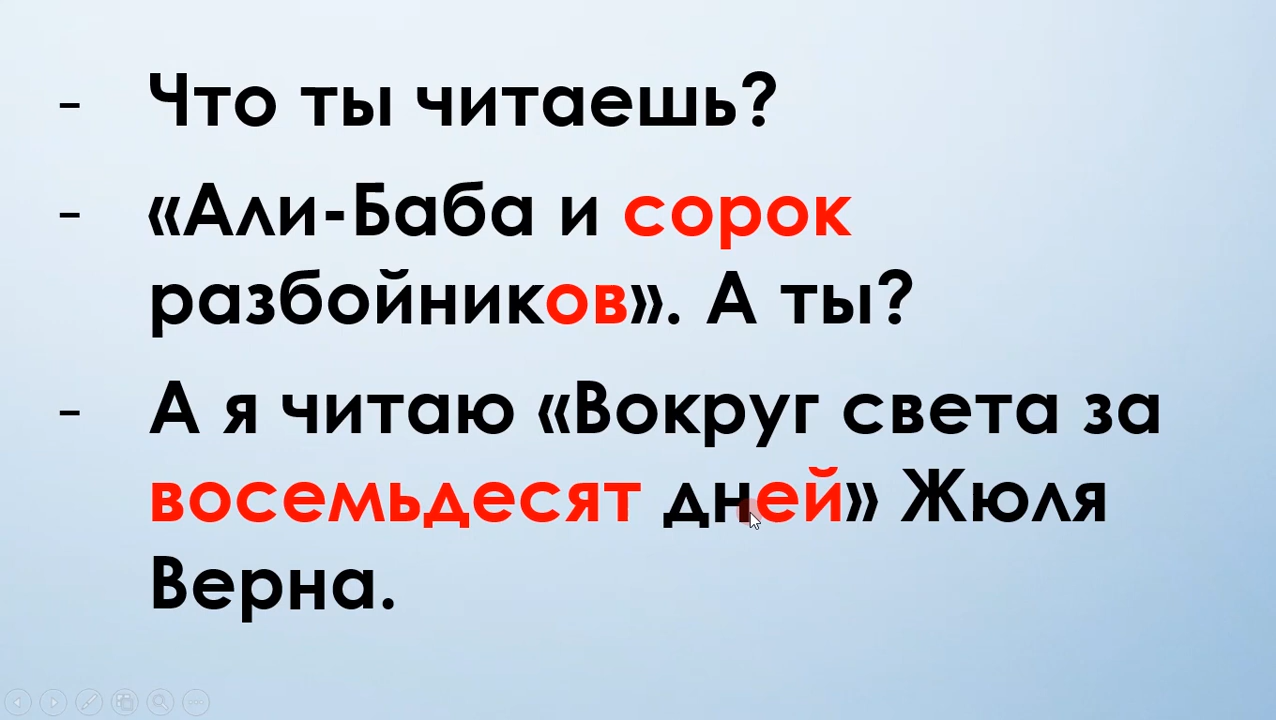 - Что ты читаешь?
- «Али-Баба и сорок
разбойников». А ты?
- А я читаю «Вокруг света за
восемьдесят дней» Жюля
Верна.